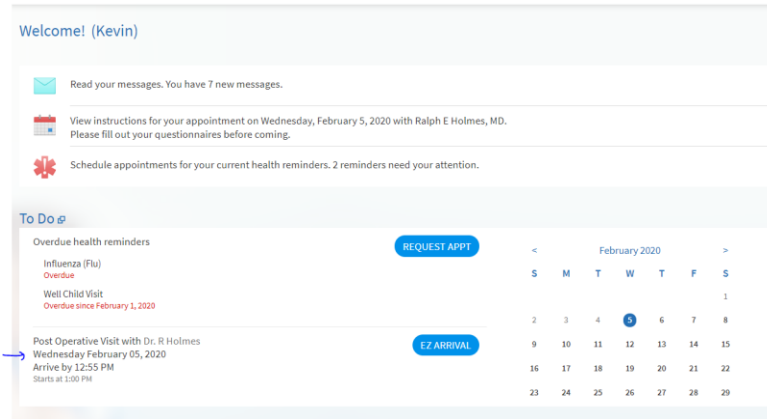 Welcome! (Kevin)
Read your messages. You have 7 new messages.
View instructions for your appointment on Wednesday, February 5, 2020 with Ralph E Holmes, MD.
Please fill out your questionnaires before coming.
Schedule appointments for your current health reminders. 2 reminders need your attention.
To Do
Overdue health reminders
REQUEST APPT
Influenza (Flu)
Overdue
Well Child Visit
Overdue since February 1, 2020
Post Operative Visit with Dr. R Holmes
Wednesday February 05, 2020
Arrive by 12:55 PM
Starts at 1:00 PM
EZ ARRIVAL
< February 2020 >
S M T W T F S
1
2 3 4 5 6 7 8
9 10 11 12 13 14 15
16 17 18 19 20 21 22
23 24 25 26 27 28 29